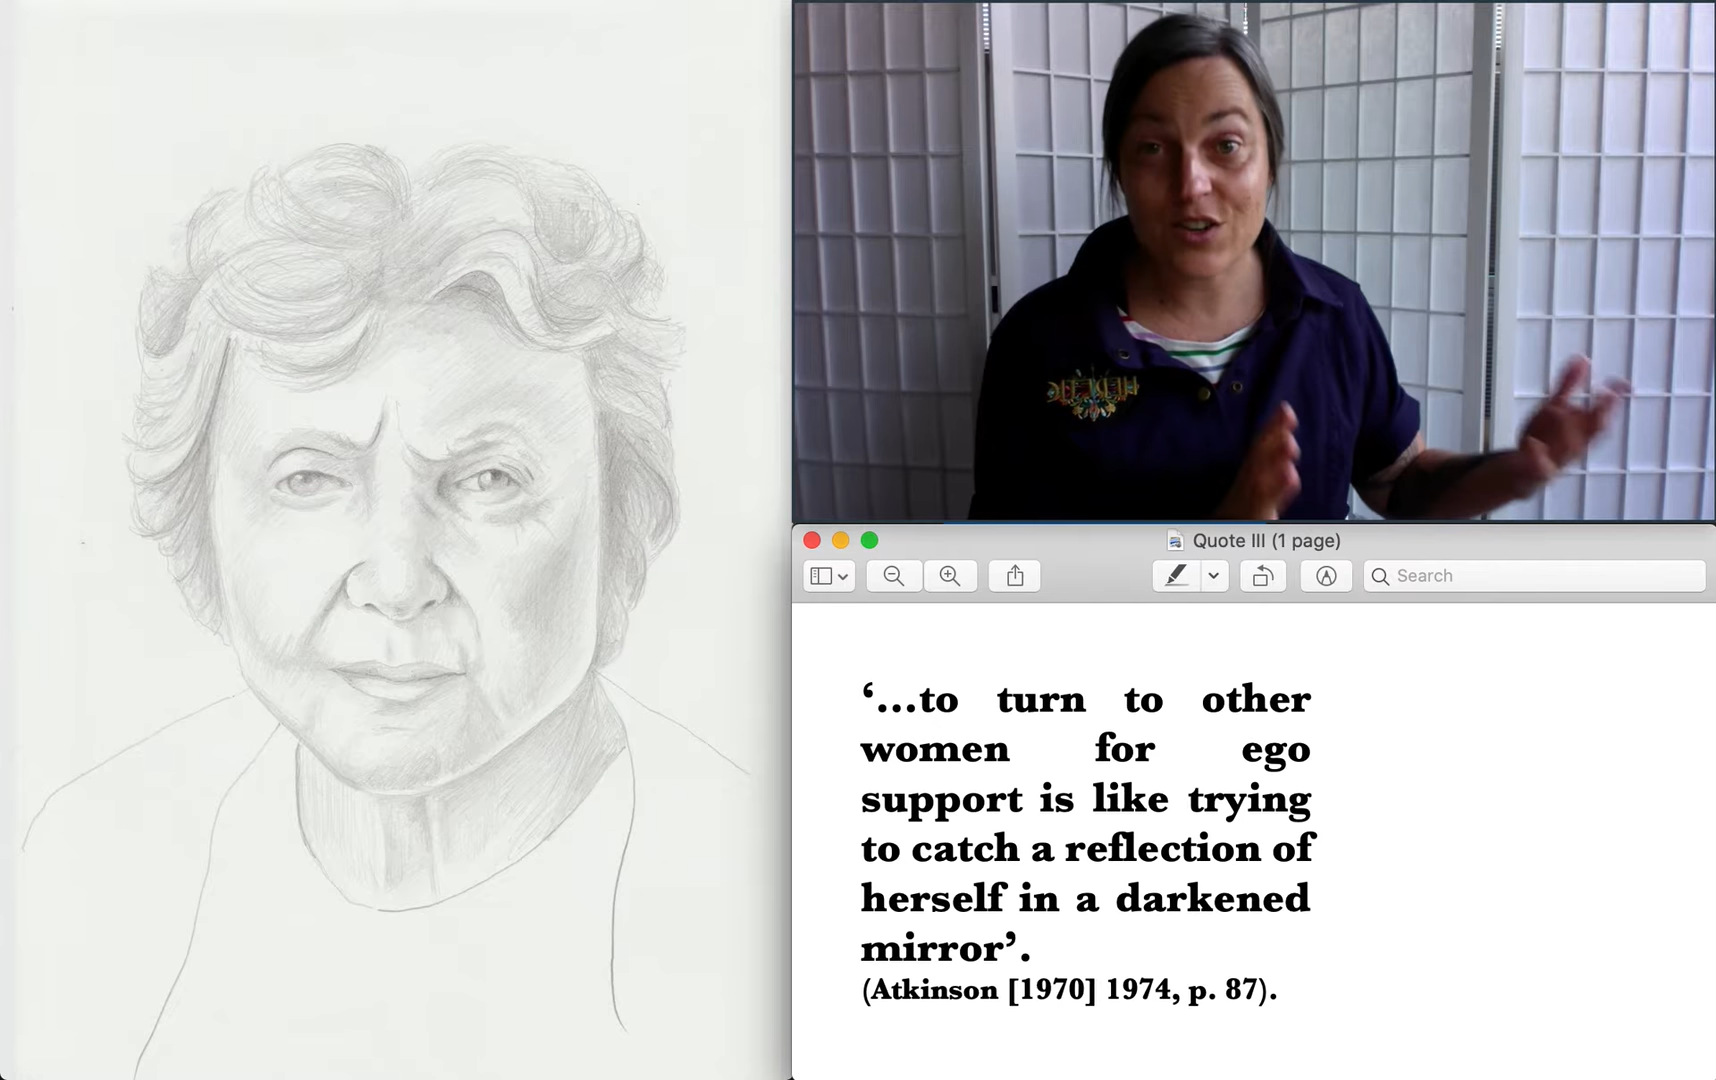 Quote III (1 page)
Search
‘...to turn to other
women for ego
support is like trying
to catch a reflection of
herself in a darkened
mirror’.
(Atkinson [1970] 1974, p. 87).